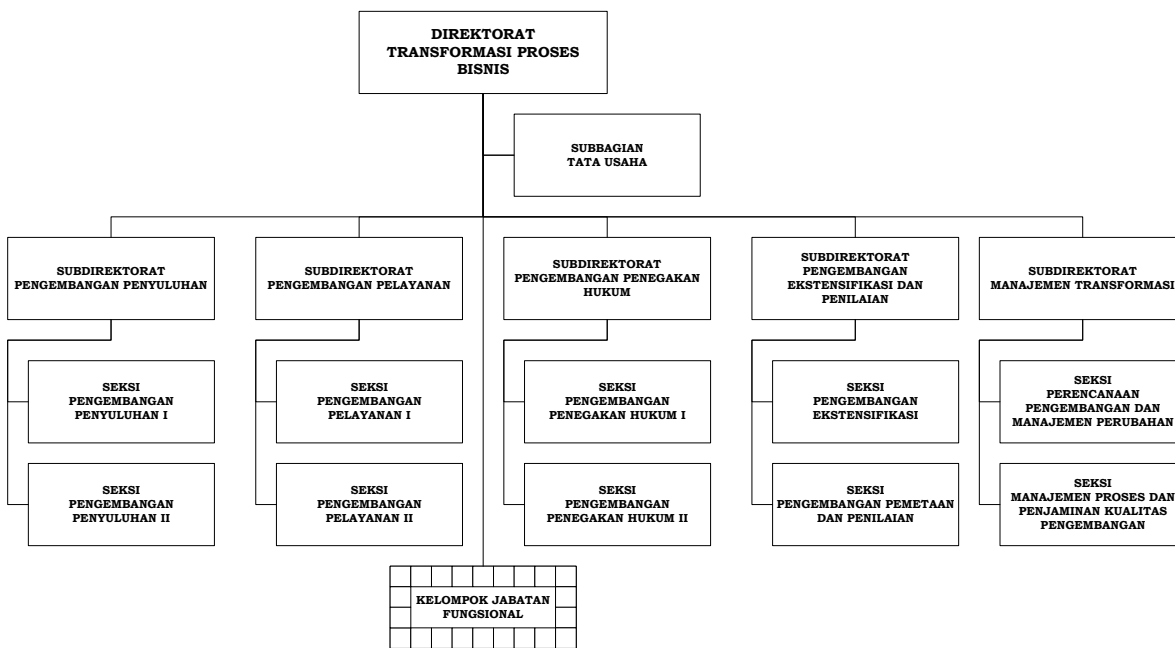 DIREKTORAT
TRANSFORMASI PROSES
BISNIS
SUBBAGIAN
TATA USAHA
SUBDIREKTORAT
PENGEMBANGAN PENYULUHAN
SUBDIREKTORAT
PENGEMBANGAN PELAYANAN
SUBDIREKTORAT
PENGEMBANGAN PENEGAKAN
HUKUM
SUBDIREKTORAT
PENGEMBANGAN
EKSTENSIFIKASI DAN
PENILAIAN
SUBDIREKTORAT
MANAJEMEN TRANSFORMASI
SEKSI
PENGEMBANGAN
PENYULUHAN I
SEKSI
PENGEMBANGAN
PELAYANAN I
SEKSI
PENGEMBANGAN
PENEGAKAN HUKUM I
SEKSI
PENGEMBANGAN
EKSTENSIFIKASI
SEKSI
PERENCANAAN
PENGEMBANGAN DAN
MANAJEMEN PERUBAHAN
SEKSI
PENGEMBANGAN
PENYULUHAN II
SEKSI
PENGEMBANGAN
PELAYANAN II
SEKSI
PENGEMBANGAN
PENEGAKAN HUKUM II
SEKSI
PENGEMBANGAN PEMETAAN
DAN PENILAIAN
SEKSI
MANAJEMEN PROSES DAN
PENJAMINAN KUALITAS
PENGEMBANGAN
KELOMPOK JABATAN
FUNGSIONAL